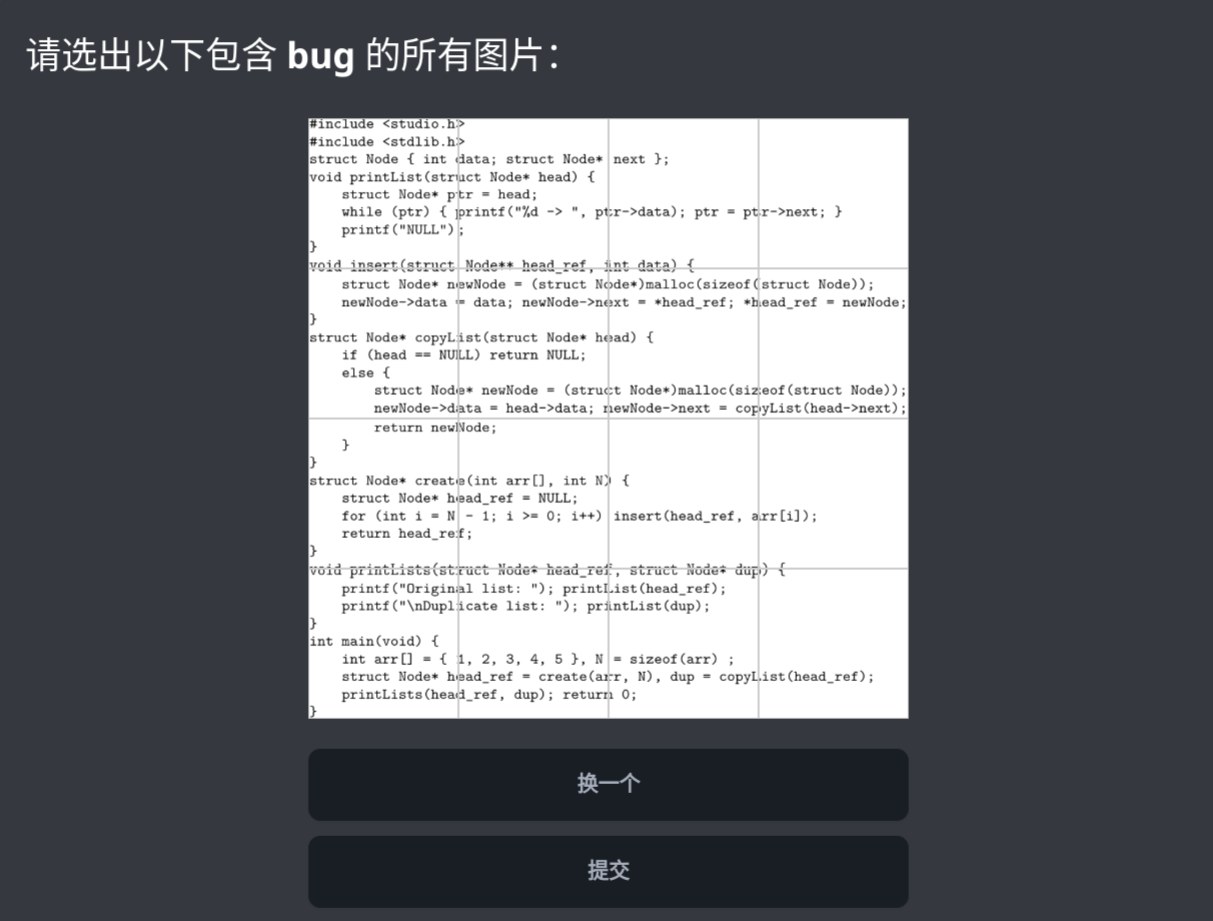 请选出以下包含 bug 的所有图片：
#include <studio.h>
#include <stdlib.h>
struct Node { int data; struct Node* next };
void printList(struct Node* head) {
    struct Node* ptr = head;
    while (ptr) { printf("%d -> ", ptr->data); ptr = ptr->next; }
    printf("NULL");
}
void insert(struct Node** head_ref, int data) {
    struct Node* newNode = (struct Node*)malloc(sizeof(struct Node));
    newNode->data = data; newNode->next = *head_ref; *head_ref = newNode;
}
struct Node* copyList(struct Node* head) {
    if (head == NULL) return NULL;
    else {
        struct Node* newNode = (struct Node*)malloc(sizeof(struct Node));
        newNode->data = head->data; newNode->next = copyList(head->next);
        return newNode;
    }
}
struct Node* create(int arr[], int N) {
    struct Node* head_ref = NULL;
    for (int i = N - 1; i >= 0; i++) insert(head_ref, arr[i]);
    return head_ref;
}
void printLists(struct Node* head_ref, struct Node* dup) {
    printf("Original list: "); printList(head_ref);
    printf("\nDuplicate list: "); printList(dup);
}
int main(void) {
    int arr[] = { 1, 2, 3, 4, 5 }, N = sizeof(arr) ;
    struct Node* head_ref = create(arr, N), dup = copyList(head_ref);
    printLists(head_ref, dup); return 0;
}
换一个
提交